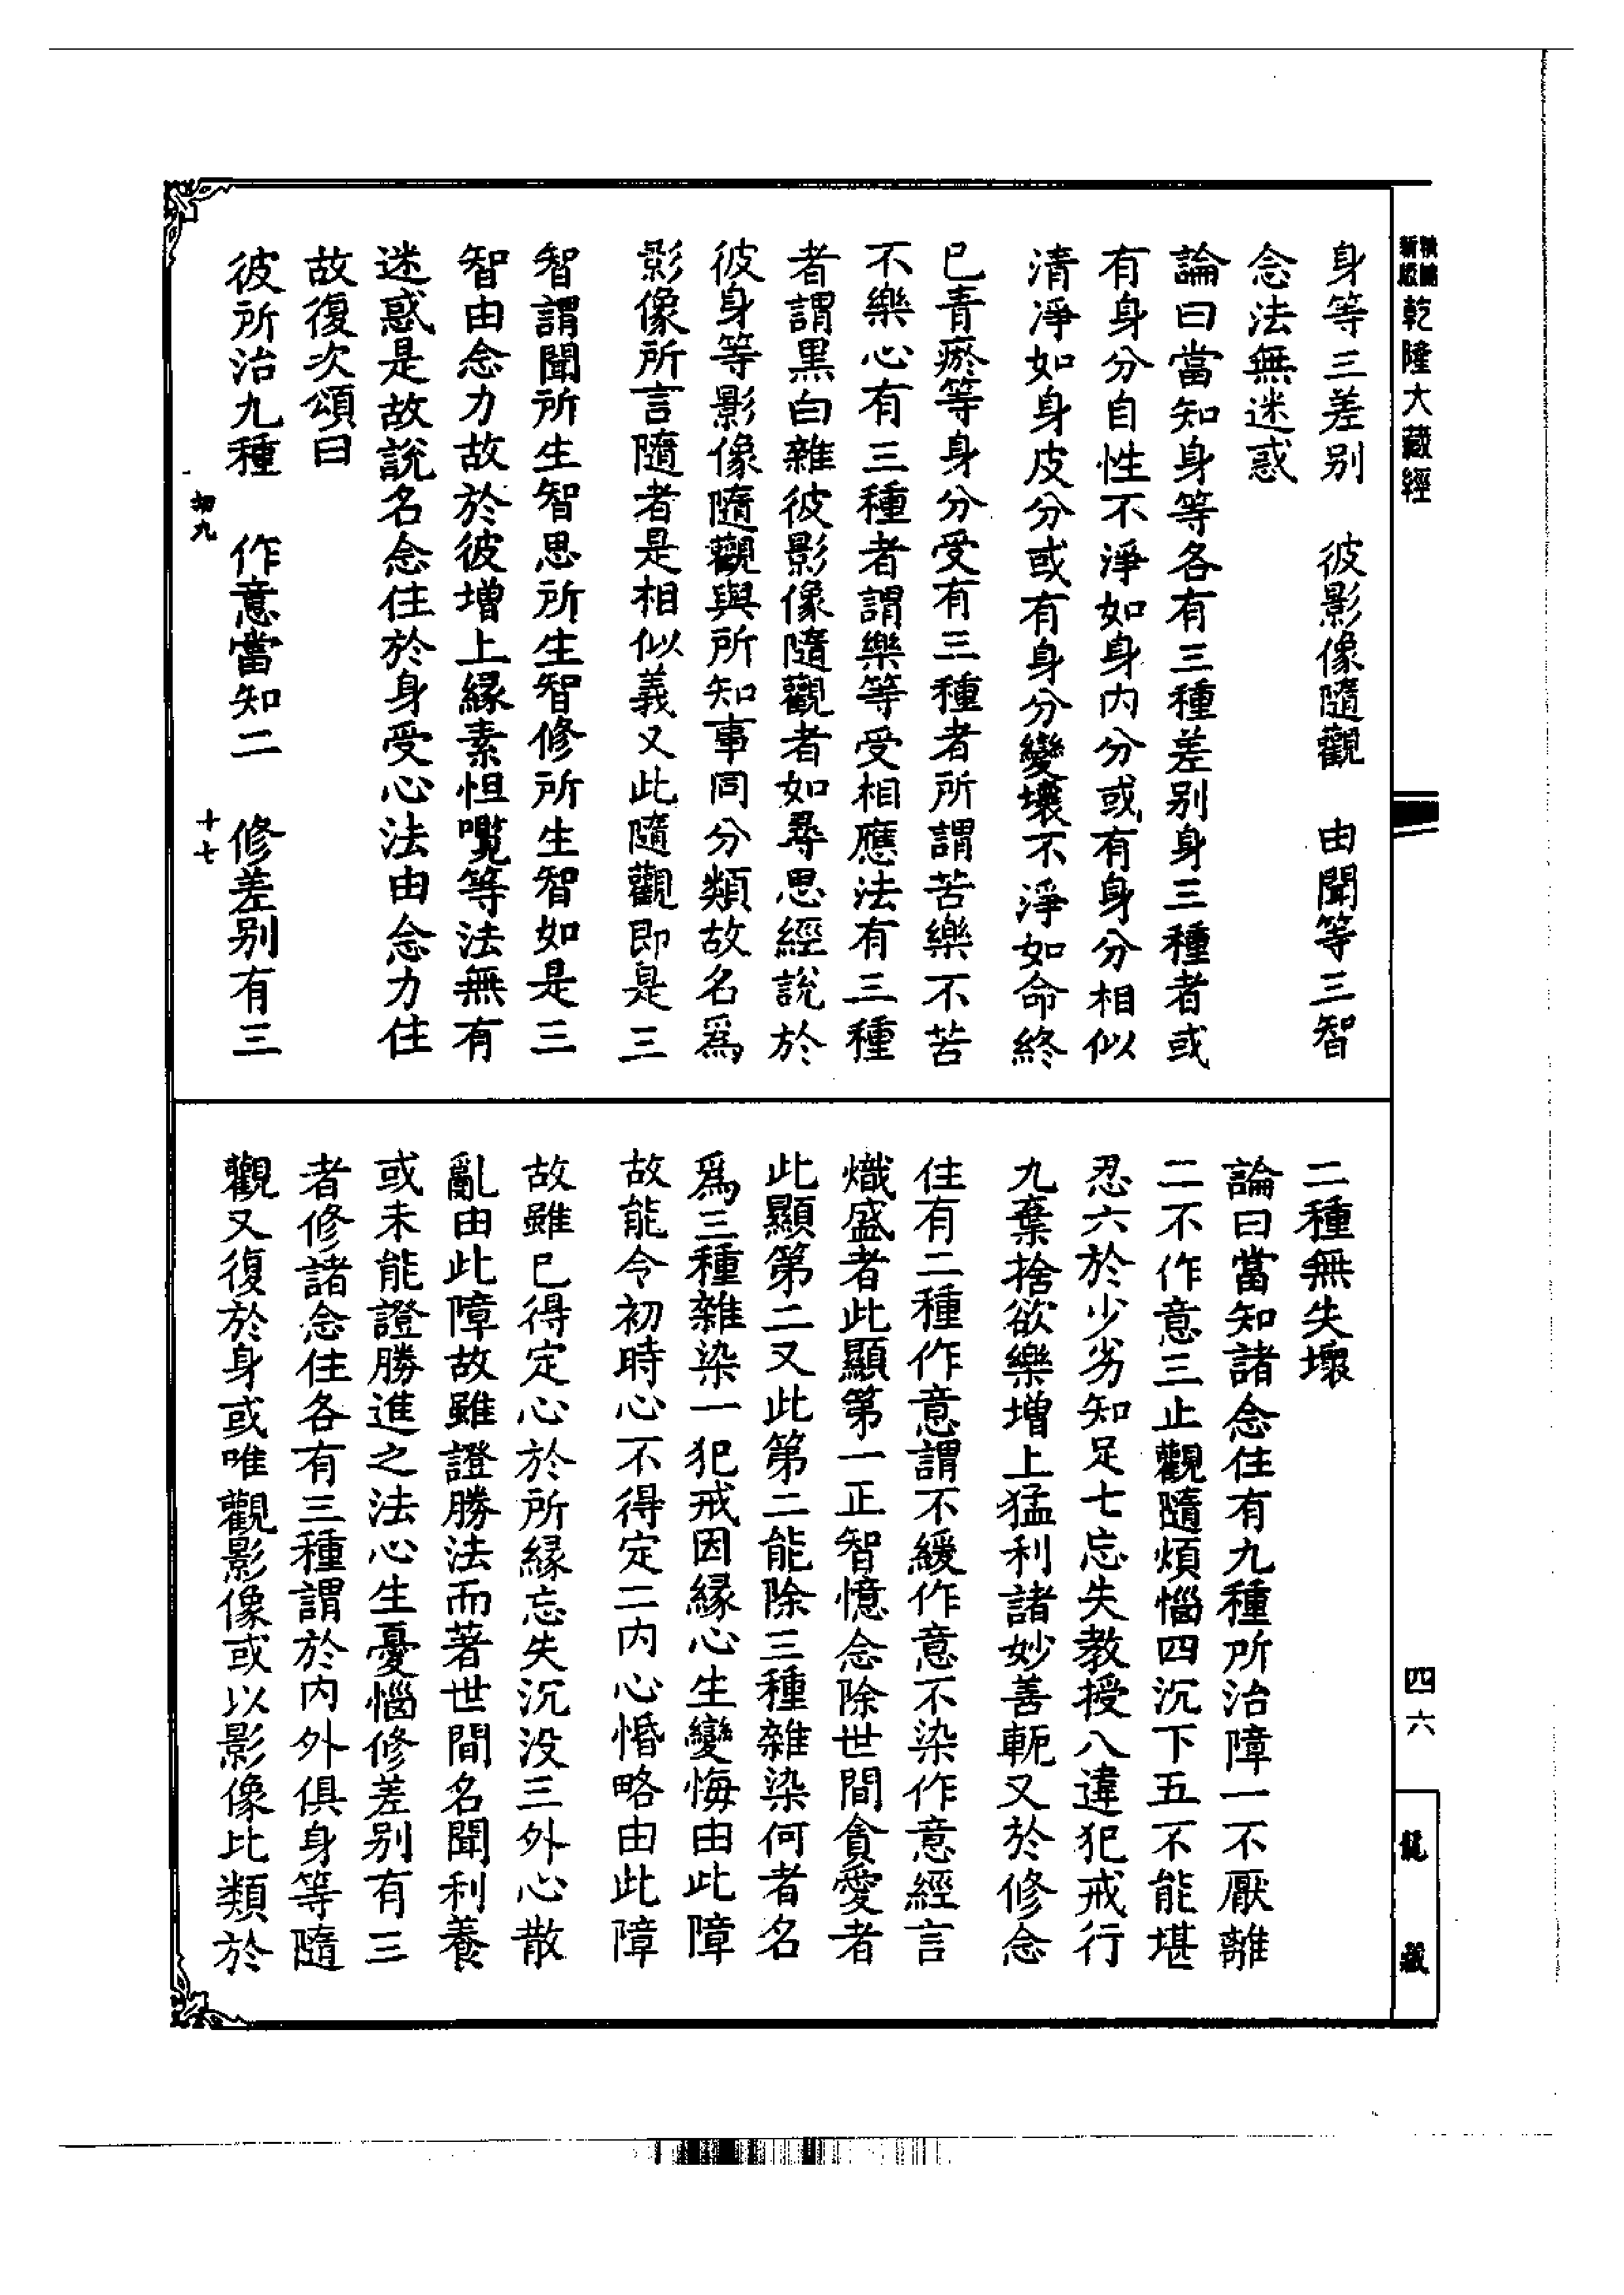 乾隆大藏經
四六
龍藏
身等三差别　彼影像隨觀　由聞等三智
念法無迷惑
論曰當知身等各有三種差别身三種者或
有身分自性不淨如身内分或有身分相似
清淨如身皮分或有身分變壞不淨如命終
已青瘀等身分受有三種者所謂苦樂不苦
不樂心有三種者謂樂等受相應法有三種
者謂黑白雜彼影像隨觀者如尋思經說於
彼身等影像隨觀與所知事同分類故名爲
影像所言隨者是相似義又此隨觀即是三
智謂聞所生智思所生智修所生智如是三
智由念力故於彼增上縁素怛嚂等法無有
迷惑是故說名念住於身受心法由念力住
故復次頌曰
彼所治九種　作意當知二　修差别有三
十七
二種無失壞
論曰當知諸念住有九種所治障一不厭離
二不作意三止觀隨煩惱四沉下五不能堪
忍六於少劣知足七忘失教授八違犯戒行
九棄捨欲樂增上猛利諸妙善軛又於修念
住有二種作意謂不緩作意不染作意經言
熾盛者此顯第一正智憶念除世間貪愛者
此顯第二又此第二能除三種雜染何者名
爲三種雜染一犯戒因縁心生變悔由此障
故能令初時心不得定二内心惛略由此障
故雖已得定心於所縁忘失沉没三外心散
亂由此障故雖證勝法而著世間名聞利養
或未能證勝進之法心生憂惱修差别有三
者修諸念住各有三種謂於内外俱身等隨
觀又復於身或唯觀影像或以影像比類於